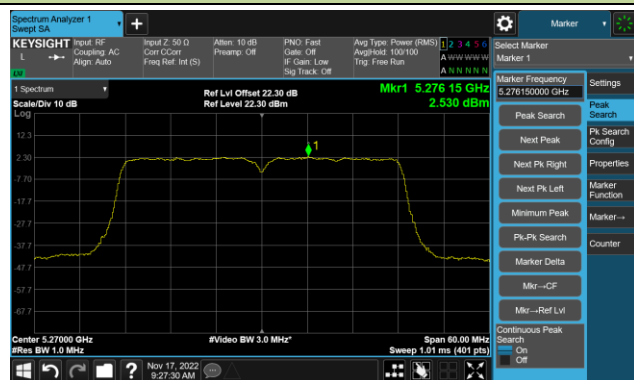 Spectrum Analyzer 1
Swept SA
Marker
KEYSIGHT Input: RF
Coupling: AC
Align: Auto
Input Z: 50 Ω
Corr CCorr
Freq Ref: Int (S)
Atten: 10 dB
Preamp: Off
PNO: Fast
Gate: Off
IF Gain: Low
Sig Track: Off
Avg Type: Power (RMS)
Avg|Hold: 100/100
Trig: Free Run
1 2 3 4 5 6
A W W W W W
A N N N N N
L
LXI
Select Marker
Marker 1
1 Spectrum
Scale/Div 10 dB
Ref Lvl Offset 22.30 dB
Ref Level 22.30 dBm
Mkr1 5.276 15 GHz
2.530 dBm
Log
12.3
2.30
-7.70
-17.7
-27.7
-37.7
-47.7
-57.7
-67.7
1
Center 5.27000 GHz
#Res BW 1.0 MHz
#Video BW 3.0 MHz*
Span 60.00 MHz
Sweep 1.01 ms (401 pts)
Marker Frequency
5.276150000 GHz
Peak Search
Next Peak
Next Pk Right
Next Pk Left
Minimum Peak
Pk-Pk Search
Marker Delta
Mkr→CF
Mkr→Ref Lvl
Continuous Peak
Search
On
Off
Settings
Peak
Search
Pk Search
Config
Properties
Marker
Function
Marker→
Counter
Nov 17, 2022
9:27:30 AM